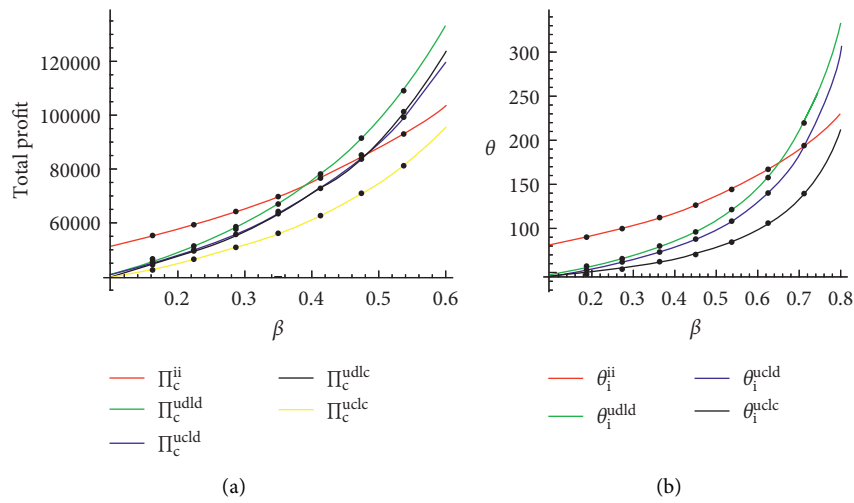 Total profit
120000
100000
80000
60000
0.2 0.3 0.4 0.5 0.6
β
Π_c^ii
Π_c^udld
Π_c^ucld
Π_c^udlc
Π_c^uclc
(a)
θ
300
250
200
150
100
0.2 0.3 0.4 0.5 0.6 0.7 0.8
β
θ_i^ii
θ_i^udld
θ_i^ucld
θ_i^uclc
(b)